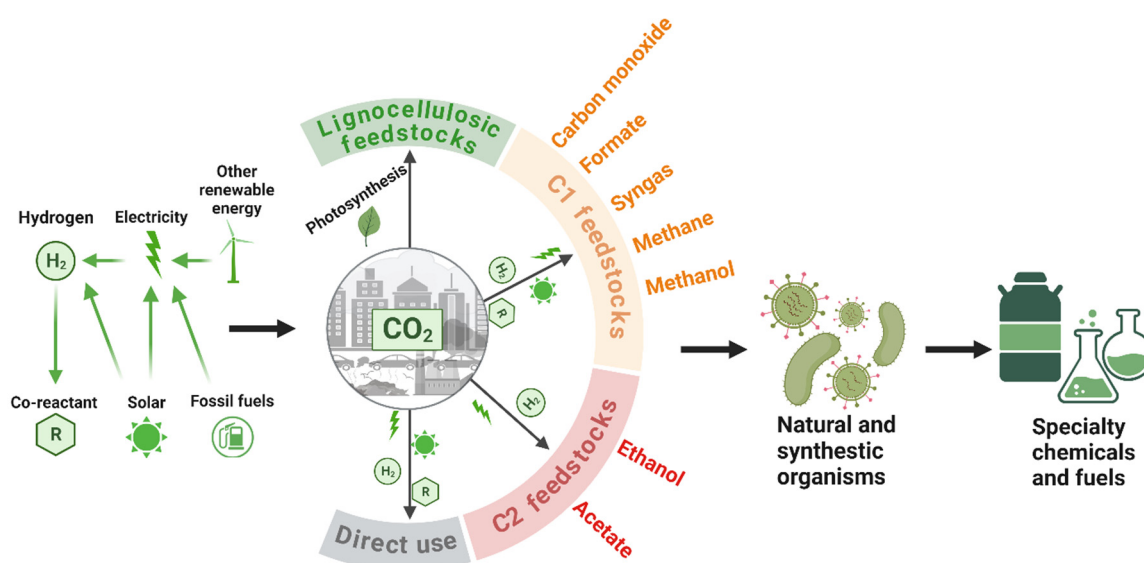 Hydrogen
Electricity
Other
renewable
energy
H₂
Co-reactant
R
Solar
Fossil fuels
Lignocellulosic
feedstocks
Photosynthesis
CO₂
H₂
R
H₂
H₂
R
C1 feedstocks
Carbon monoxide
Formate
Syngas
Methane
Methanol
C2 feedstocks
Ethanol
Acetate
Direct use
Natural and
synthestic
organisms
Specialty
chemicals
and fuels